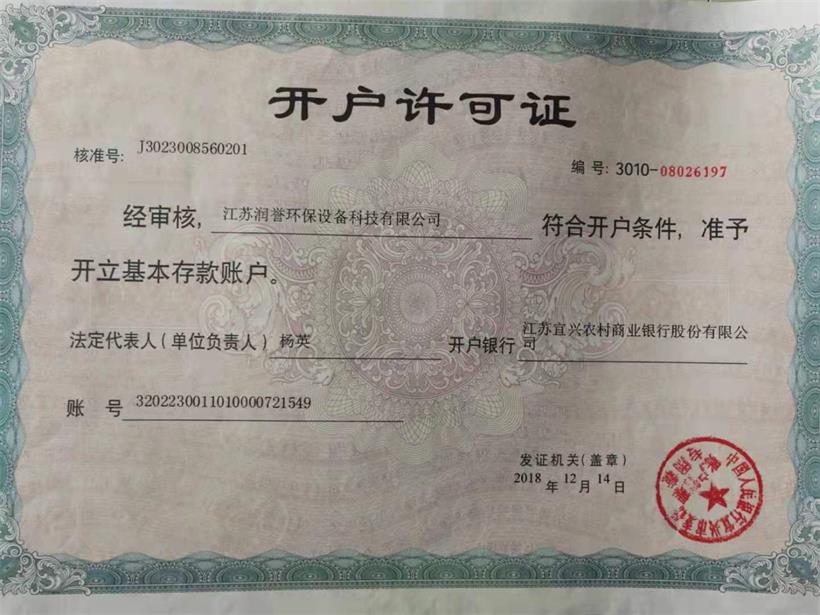 开户许可证
核准号: J3023008560201
编号: 3010-08026197
经审核, 江苏润誉环保设备科技有限公司 符合开户条件, 准予
开立基本存款账户。
法定代表人(单位负责人) 杨英 开户银行 江苏宜兴农村商业银行股份有限公司
账 号 3202230011010000721549
发证机关(盖章)
2018 年 12 月 14 日
中国人民银行宜兴市支行